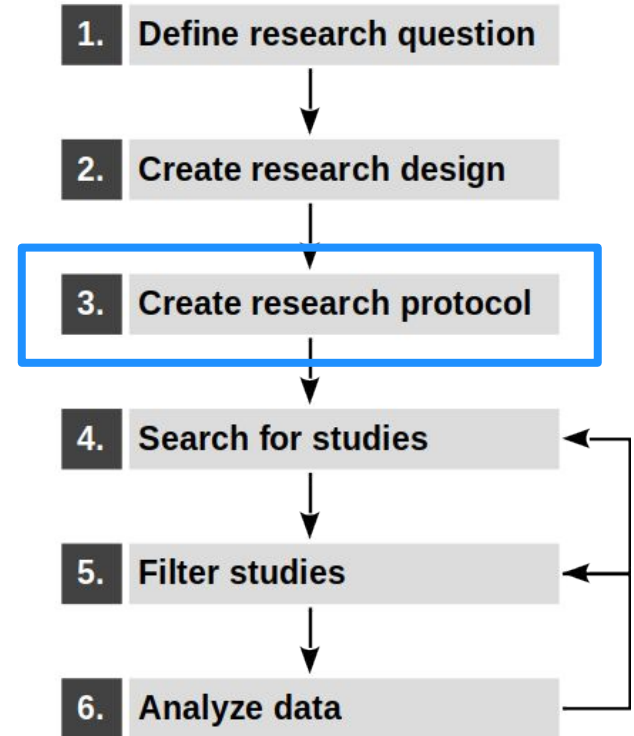 1. Define research question
2. Create research design
3. Create research protocol
4. Search for studies
5. Filter studies
6. Analyze data